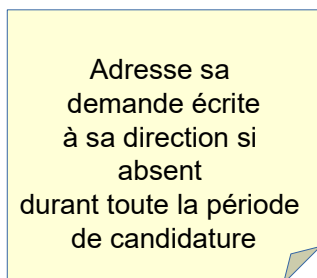 Adresse sa
demande écrite
à sa direction si
absent
durant toute la période
de candidature